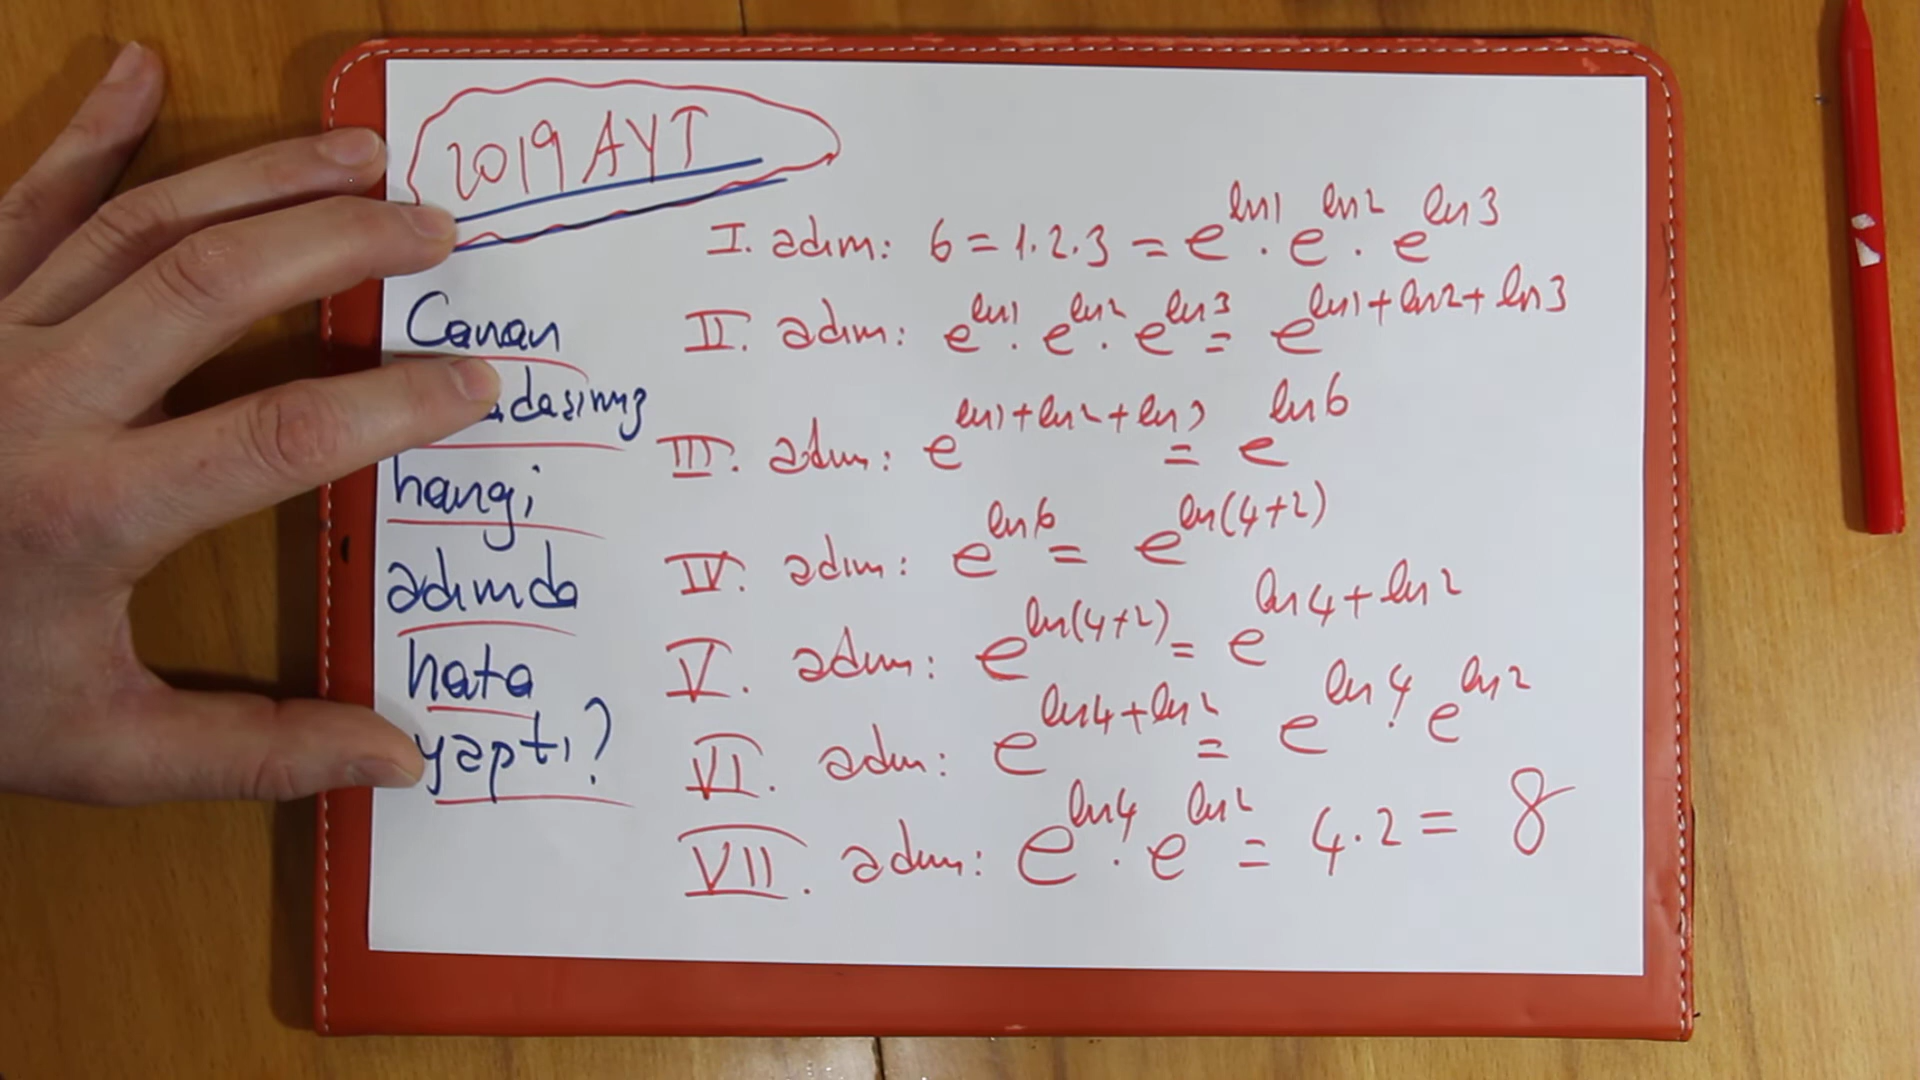 2019 AYT
Canan
hangi
adımda
hata
yaptı?
I. adım: 6 = 1.2.3 = e^ln1 . e^ln2 . e^ln3
II. adım: e^ln1 . e^ln2 . e^ln3 = e^ln1+ln2+ln3
III. adım: e^ln1+ln2+ln3 = e^ln6
IV. adım: e^ln6 = e^ln(4+2)
V. adım: e^ln(4+2) = e^ln4+ln2
VI. adım: e^ln4+ln2 = e^ln4 . e^ln2
VII. adım: e^ln4 . e^ln2 = 4.2 = 8